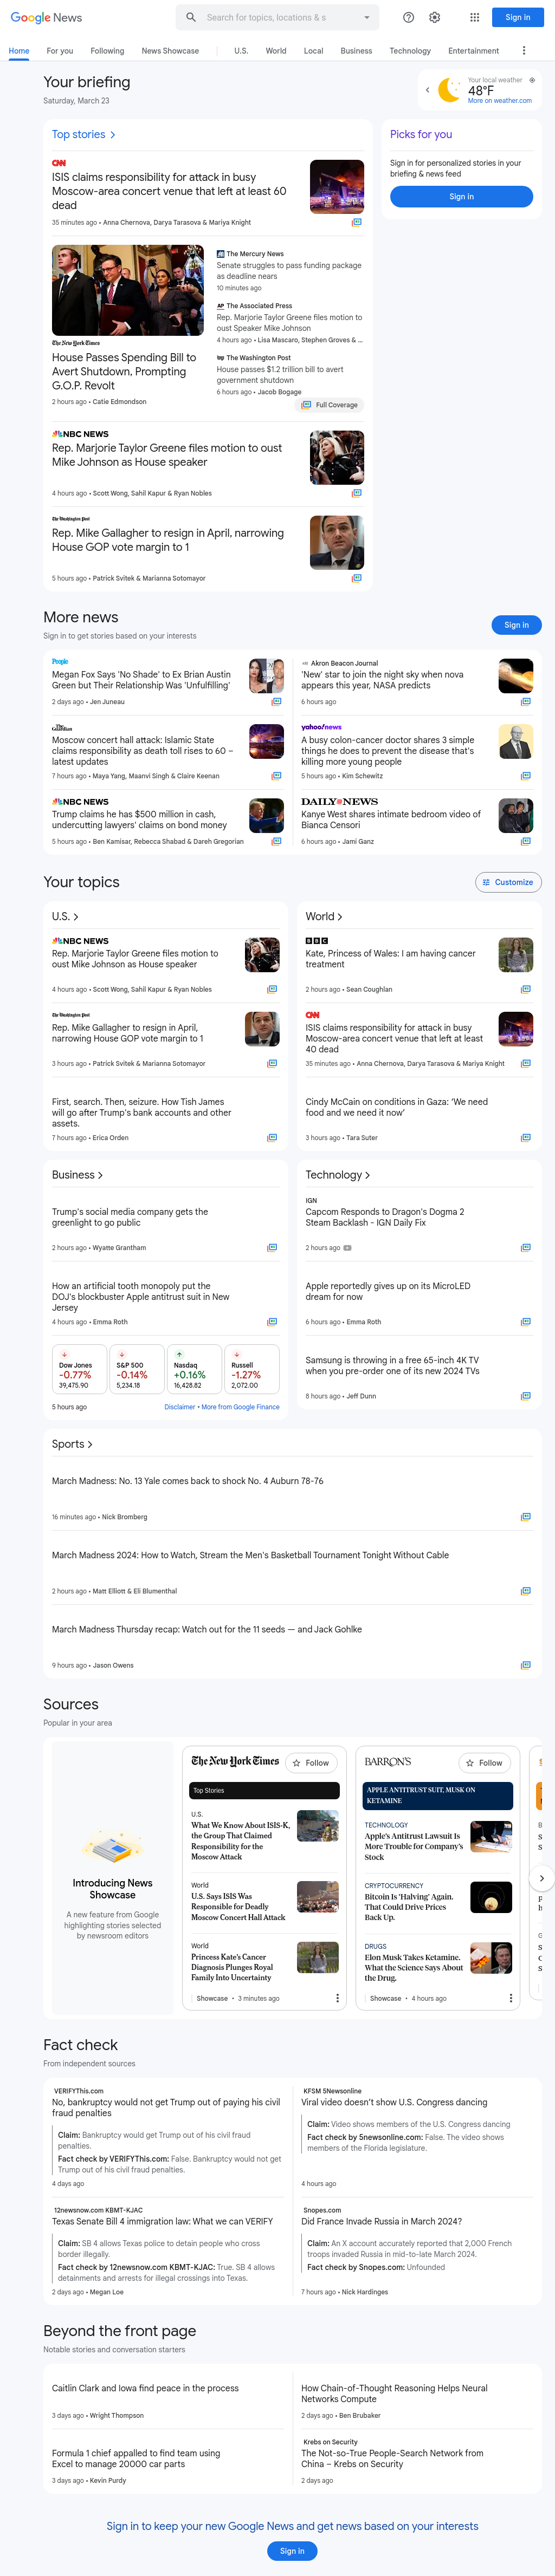 Google News
Search for topics, locations & s
Sign in
Home For you Following News Showcase U.S. World Local Business Technology Entertainment
Your briefing
Saturday, March 23
Your local weather
48°F
More on weather.com
Top stories
CNN
ISIS claims responsibility for attack in busy
Moscow-area concert venue that left at least 60
dead
35 minutes ago • Anna Chernova, Darya Tarasova & Mariya Knight
Picks for you
Sign in for personalized stories in your
briefing & news feed
Sign in
The New York Times
House Passes Spending Bill to
Avert Shutdown, Prompting
G.O.P. Revolt
2 hours ago • Catie Edmondson
The Mercury News
Senate struggles to pass funding package
as deadline nears
10 minutes ago
AP The Associated Press
Rep. Marjorie Taylor Greene files motion to
oust Speaker Mike Johnson
4 hours ago • Lisa Mascaro, Stephen Groves & ...
The Washington Post
House passes $1.2 trillion bill to avert
government shutdown
6 hours ago • Jacob Bogage
Full Coverage
NBC NEWS
Rep. Marjorie Taylor Greene files motion to oust
Mike Johnson as House speaker
4 hours ago • Scott Wong, Sahil Kapur & Ryan Nobles
The Washington Post
Rep. Mike Gallagher to resign in April, narrowing
House GOP vote margin to 1
5 hours ago • Patrick Svitek & Marianna Sotomayor
More news
Sign in to get stories based on your interests
Sign in
People
Megan Fox Says 'No Shade' to Ex Brian Austin
Green but Their Relationship Was 'Unfulfilling'
2 days ago • Jen Juneau
Akron Beacon Journal
'New' star to join the night sky when nova
appears this year, NASA predicts
6 hours ago
The Guardian
Moscow concert hall attack: Islamic State
claims responsibility as death toll rises to 60 –
latest updates
7 hours ago • Maya Yang, Maanvi Singh & Claire Keenan
yahoo!news
A busy colon-cancer doctor shares 3 simple
things he does to prevent the disease that's
killing more young people
5 hours ago • Kim Schewitz
NBC NEWS
Trump claims he has $500 million in cash,
undercutting lawyers' claims on bond money
5 hours ago • Ben Kamisar, Rebecca Shabad & Dareh Gregorian
DAILY NEWS
Kanye West shares intimate bedroom video of
Bianca Censori
6 hours ago • Jami Ganz
Your topics
Customize
U.S.
NBC NEWS
Rep. Marjorie Taylor Greene files motion to
oust Mike Johnson as House speaker
4 hours ago • Scott Wong, Sahil Kapur & Ryan Nobles
The Washington Post
Rep. Mike Gallagher to resign in April,
narrowing House GOP vote margin to 1
3 hours ago • Patrick Svitek & Marianna Sotomayor
First, search. Then, seizure. How Tish James
will go after Trump's bank accounts and other
assets.
7 hours ago • Erica Orden
World
BBC
Kate, Princess of Wales: I am having cancer
treatment
2 hours ago • Sean Coughlan
CNN
ISIS claims responsibility for attack in busy
Moscow-area concert venue that left at least
40 dead
35 minutes ago • Anna Chernova, Darya Tarasova & Mariya Knight
Cindy McCain on conditions in Gaza: ‘We need
food and we need it now’
3 hours ago • Tara Suter
Business
Trump's social media company gets the
greenlight to go public
2 hours ago • Wyatte Grantham
How an artificial tooth monopoly put the
DOJ's blockbuster Apple antitrust suit in New
Jersey
4 hours ago • Emma Roth
Dow Jones
-0.77%
39,475.90
S&P 500
-0.14%
5,234.18
Nasdaq
+0.16%
16,428.82
Russell
-1.27%
2,072.00
5 hours ago
Disclaimer • More from Google Finance
Technology
IGN
Capcom Responds to Dragon's Dogma 2
Steam Backlash - IGN Daily Fix
2 hours ago
Apple reportedly gives up on its MicroLED
dream for now
6 hours ago • Emma Roth
Samsung is throwing in a free 65-inch 4K TV
when you pre-order one of its new 2024 TVs
8 hours ago • Jeff Dunn
Sports
March Madness: No. 13 Yale comes back to shock No. 4 Auburn 78-76
16 minutes ago • Nick Bromberg
March Madness 2024: How to Watch, Stream the Men's Basketball Tournament Tonight Without Cable
2 hours ago • Matt Elliott & Eli Blumenthal
March Madness Thursday recap: Watch out for the 11 seeds — and Jack Gohlke
9 hours ago • Jason Owens
Sources
Popular in your area
Introducing News
Showcase
A new feature from Google
highlighting stories selected
by newsroom editors
The New York Times
Follow
Top Stories
U.S.
What We Know About ISIS-K,
the Group That Claimed
Responsibility for the
Moscow Attack
World
U.S. Says ISIS Was
Responsible for Deadly
Moscow Concert Hall Attack
World
Princess Kate's Cancer
Diagnosis Plunges Royal
Family Into Uncertainty
Showcase • 3 minutes ago
BARRON'S
Follow
APPLE ANTITRUST SUIT, MUSK ON
KETAMINE
TECHNOLOGY
Apple's Antitrust Lawsuit Is
More Trouble for Company's
Stock
CRYPTOCURRENCY
Bitcoin Is 'Halving' Again.
That Could Drive Prices
Back Up.
DRUGS
Elon Musk Takes Ketamine.
What the Science Says About
the Drug.
Showcase • 4 hours ago
Fact check
From independent sources
VERIFYThis.com
No, bankruptcy would not get Trump out of paying his civil
fraud penalties
Claim: Bankruptcy would get Trump out of his civil fraud
penalties.
Fact check by VERIFYThis.com: False. Bankruptcy would not get
Trump out of his civil fraud penalties.
4 days ago
KFSM 5Newsonline
Viral video doesn’t show U.S. Congress dancing
Claim: Video shows members of the U.S. Congress dancing
Fact check by 5newsonline.com: False. The video shows
members of the Florida legislature.
4 hours ago
12newsnow.com KBMT-KJAC
Texas Senate Bill 4 immigration law: What we can VERIFY
Claim: SB 4 allows Texas police to detain people who cross
border illegally.
Fact check by 12newsnow.com KBMT-KJAC: True. SB 4 allows
detainments and arrests for illegal crossings into Texas.
2 days ago • Megan Loe
Snopes.com
Did France Invade Russia in March 2024?
Claim: An X account accurately reported that 2,000 French
troops invaded Russia in mid-to-late March 2024.
Fact check by Snopes.com: Unfounded
7 hours ago • Nick Hardinges
Beyond the front page
Notable stories and conversation starters
Caitlin Clark and Iowa find peace in the process
3 days ago • Wright Thompson
How Chain-of-Thought Reasoning Helps Neural
Networks Compute
2 days ago • Ben Brubaker
Formula 1 chief appalled to find team using
Excel to manage 20000 car parts
3 days ago • Kevin Purdy
Krebs on Security
The Not-so-True People-Search Network from
China – Krebs on Security
2 days ago
Sign in to keep your new Google News and get news based on your interests
Sign in